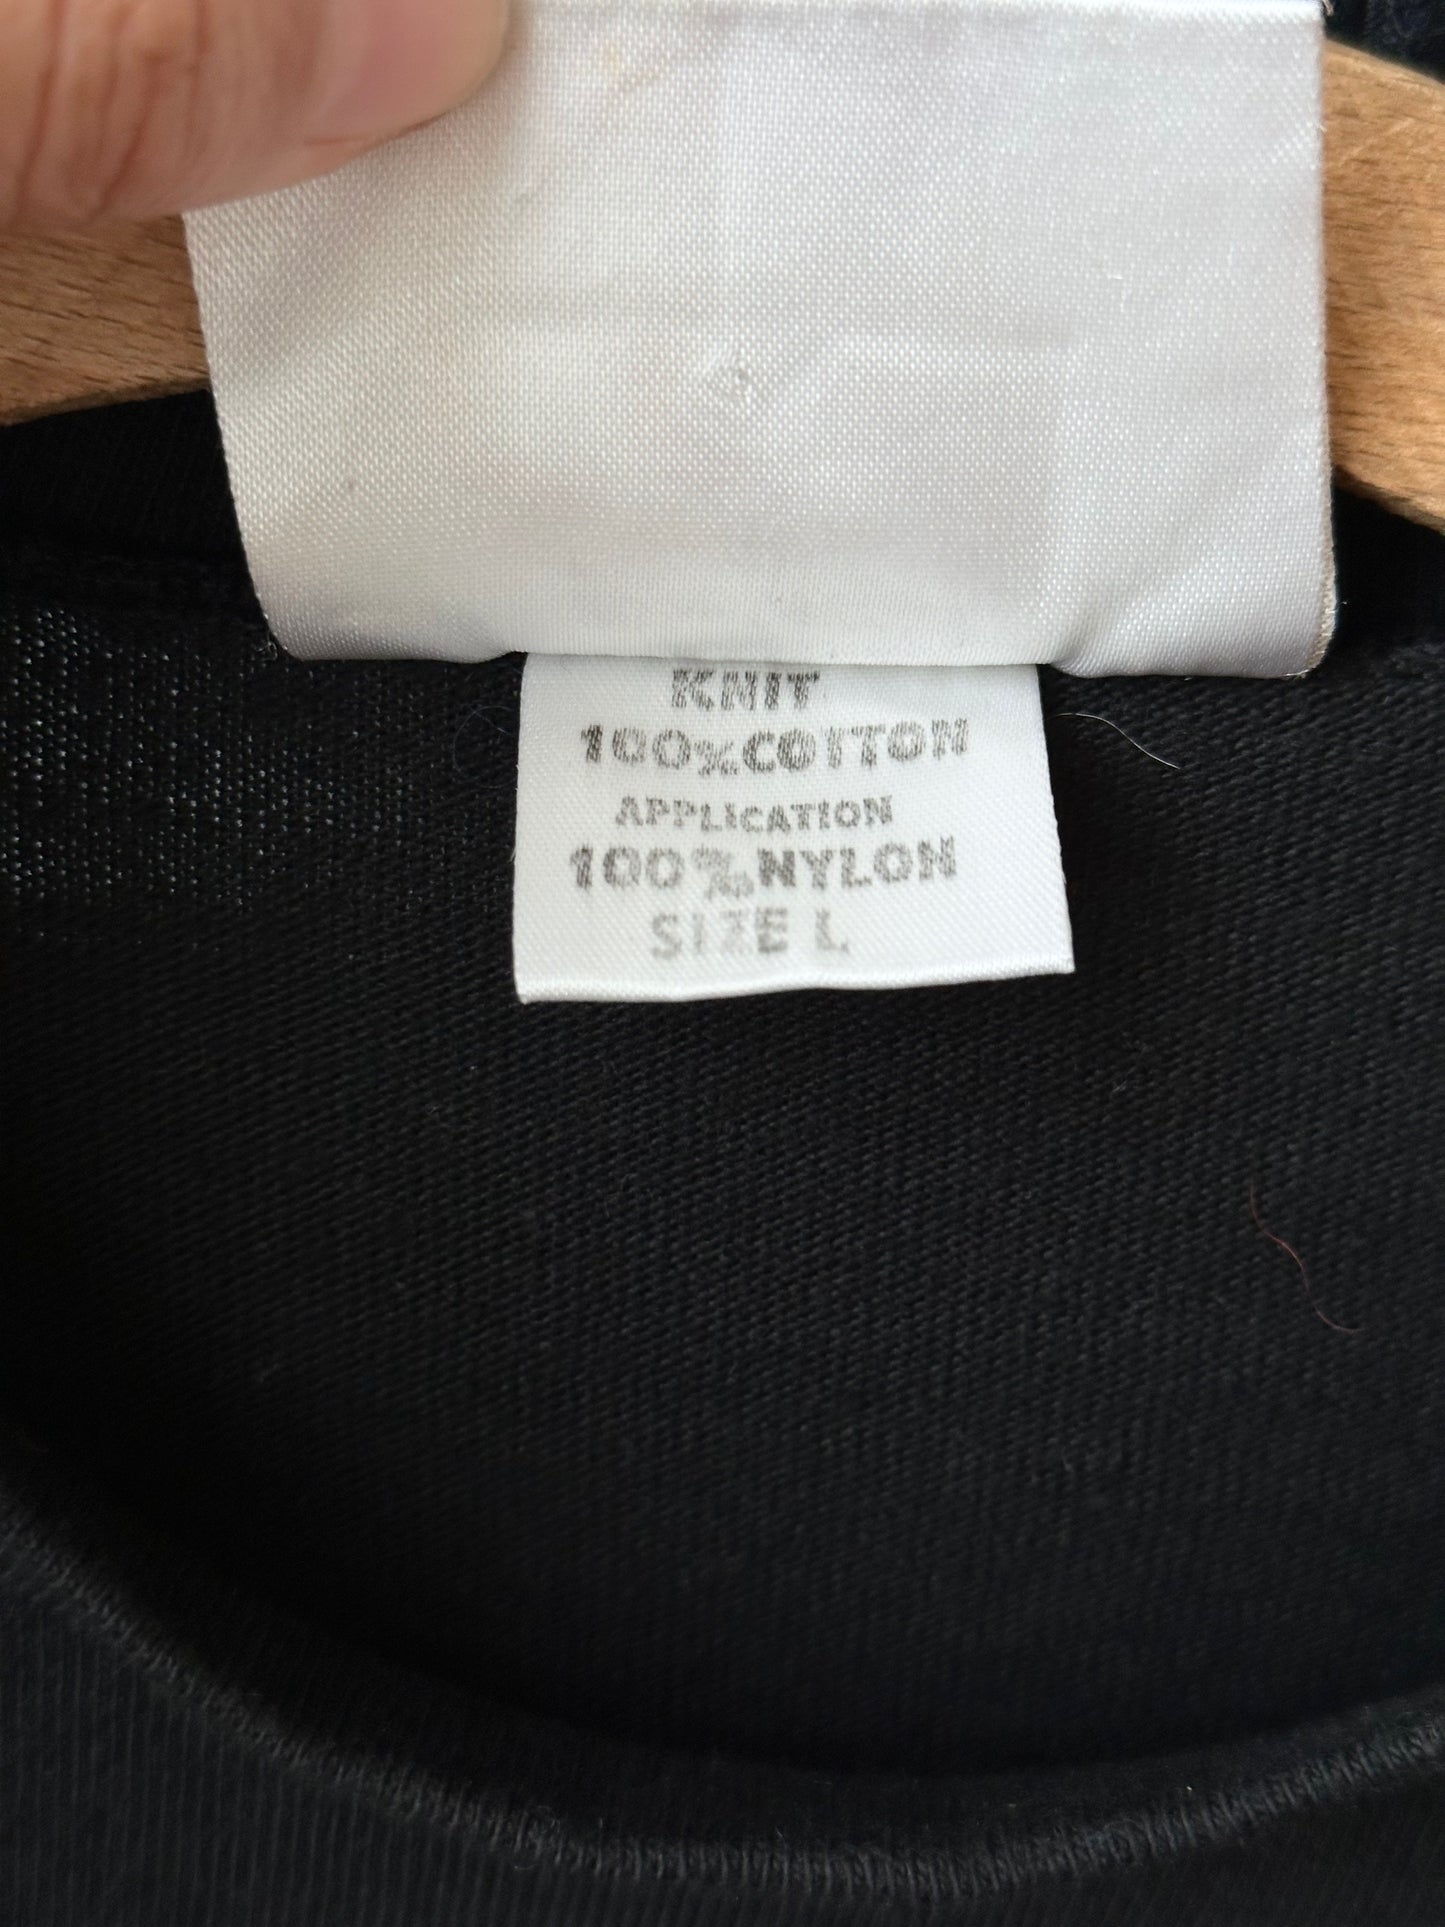 KNIT
100%COTTON
APPLICATION
100%NYLON
SIZE L